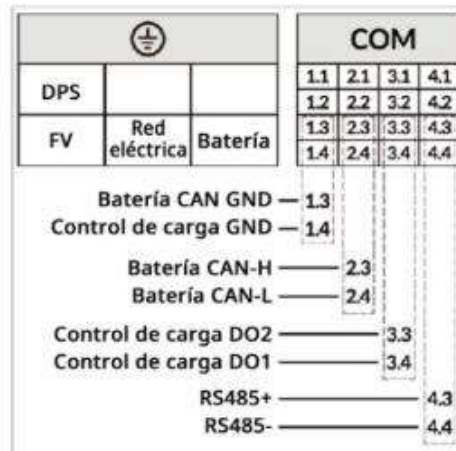 COM
DPS
1.1 2.1 3.1 4.1
1.2 2.2 3.2 4.2
FV Red eléctrica Batería
1.3 2.3 3.3 4.3
1.4 2.4 3.4 4.4
Batería CAN GND 1.3
Control de carga GND 1.4
Batería CAN-H 2.3
Batería CAN-L 2.4
Control de carga DO2 3.3
Control de carga DO1 3.4
RS485+ 4.3
RS485- 4.4